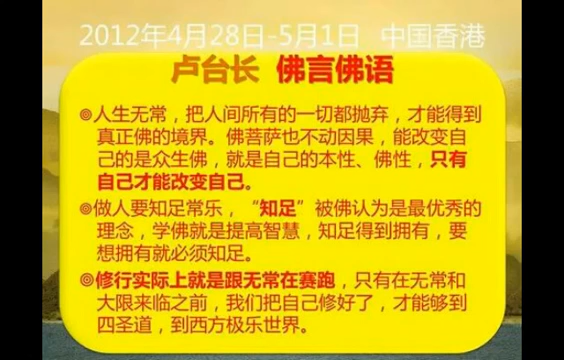 2012年4月28日-5月1日 中国香港
卢台长 佛言佛语
◎人生无常，把人间所有的一切都抛弃，才能得到
真正佛的境界。佛菩萨也不动因果，能改变自
己的是众生佛，就是自己的本性、佛性，只有
自己才能改变自己。
◎做人要知足常乐，“知足”被佛认为是最优秀的
理念，学佛就是提高智慧，知足得到拥有，要
想拥有就必须知足。
◎修行实际上就是跟无常在赛跑，只有在无常和
大限来临之前，我们把自己修好了，才能够到
四圣道，到西方极乐世界。